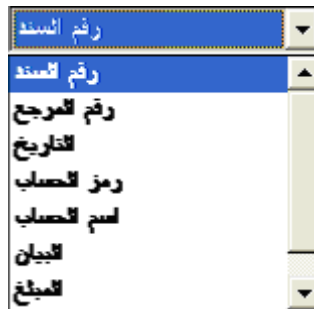 رقم السند
رقم السند
رقم المرجع
التاريخ
رمز الحساب
اسم الحساب
البيان
المبلغ